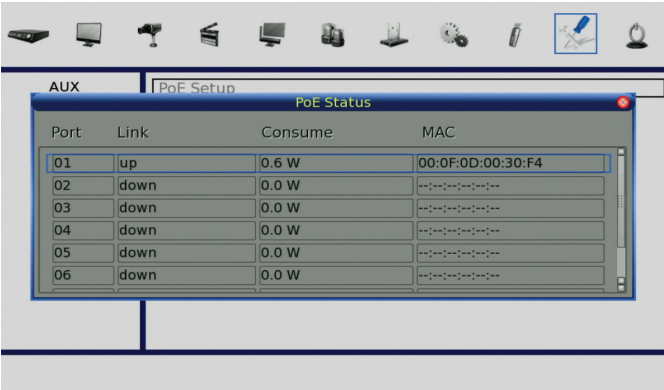 AUX
PoE Setup
PoE Status
Port Link Consume MAC
01 up 0.6 W 00:0F:0D:00:30:F4
02 down 0.0 W --:--:--:--:--:--
03 down 0.0 W --:--:--:--:--:--
04 down 0.0 W --:--:--:--:--:--
05 down 0.0 W --:--:--:--:--:--
06 down 0.0 W --:--:--:--:--:--